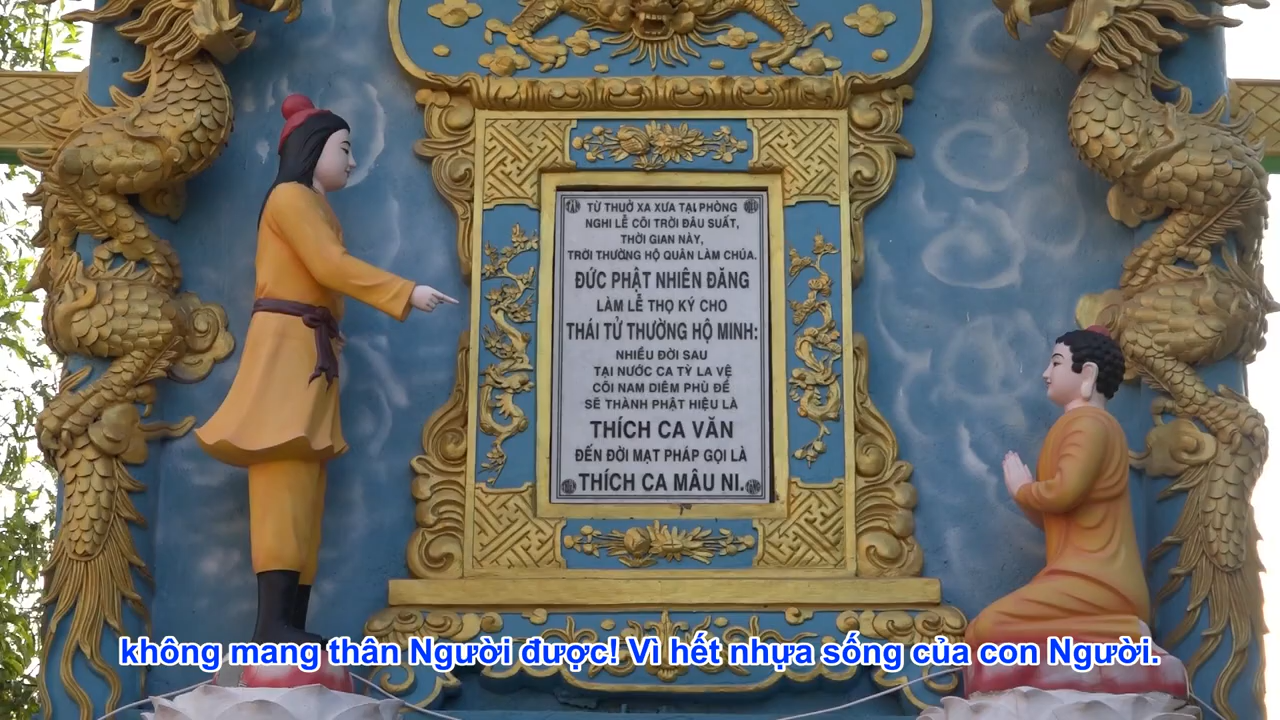 TỪ THUỞ XA XƯA TẠI PHÒNG
NGHI LỄ CÕI TRỜI ĐÂU SUẤT,
THỜI GIAN NÀY,
TRỜI THƯỜNG HỘ QUÂN LÀM CHÚA.
ĐỨC PHẬT NHIÊN ĐĂNG
LÀM LỄ THỌ KÝ CHO
THÁI TỬ THƯỜNG HỘ MINH:
NHIỀU ĐỜI SAU
TẠI NƯỚC CA TỲ LA VỆ
CÕI NAM DIÊM PHÙ ĐỀ
SẼ THÀNH PHẬT HIỆU LÀ
THÍCH CA VĂN
ĐẾN ĐỜI MẠT PHÁP GỌI LÀ
THÍCH CA MÂU NI.
không mang thân Người được! Vì hết nhựa sống của con Người.